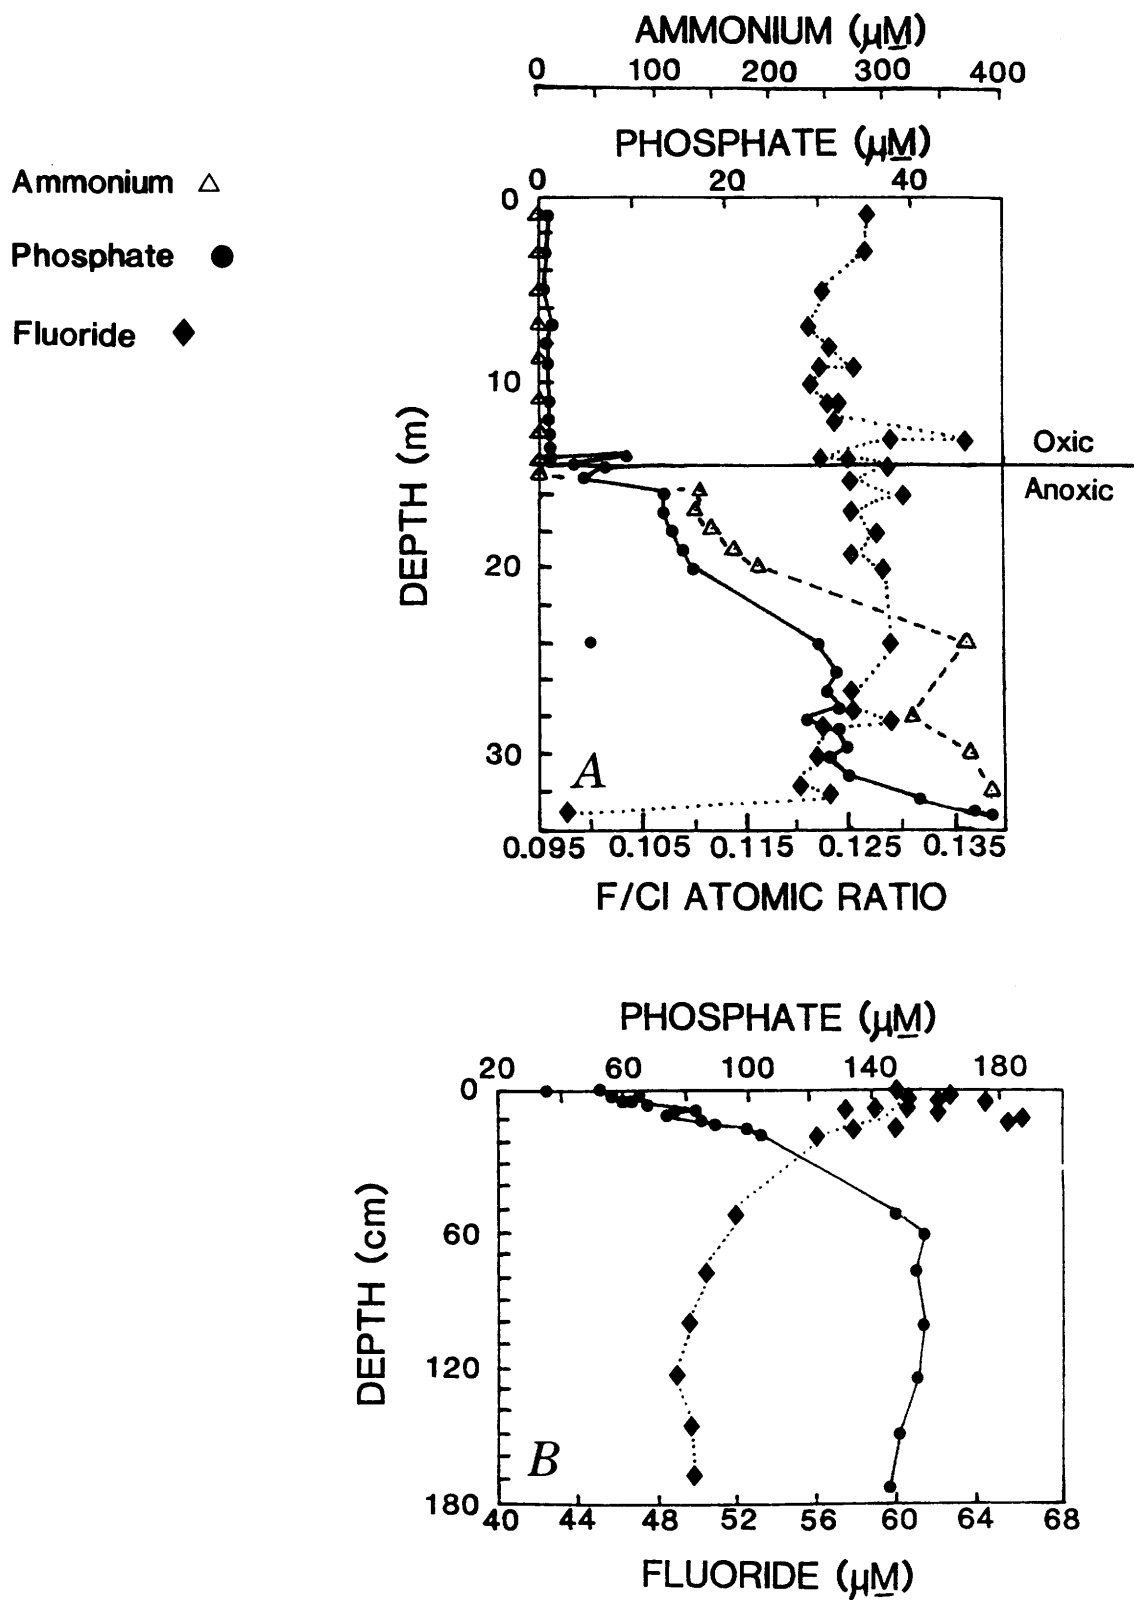 AMMONIUM (μM)
0 100 200 300 400
PHOSPHATE (μM)
0 20 40
Ammonium
Phosphate
Fluoride
0
10
20
30
DEPTH (m)
Oxic
Anoxic
A
0.095 0.105 0.115 0.125 0.135
F/Cl ATOMIC RATIO
PHOSPHATE (μM)
20 60 100 140 180
0
60
120
180
DEPTH (cm)
B
40 44 48 52 56 60 64 68
FLUORIDE (μM)